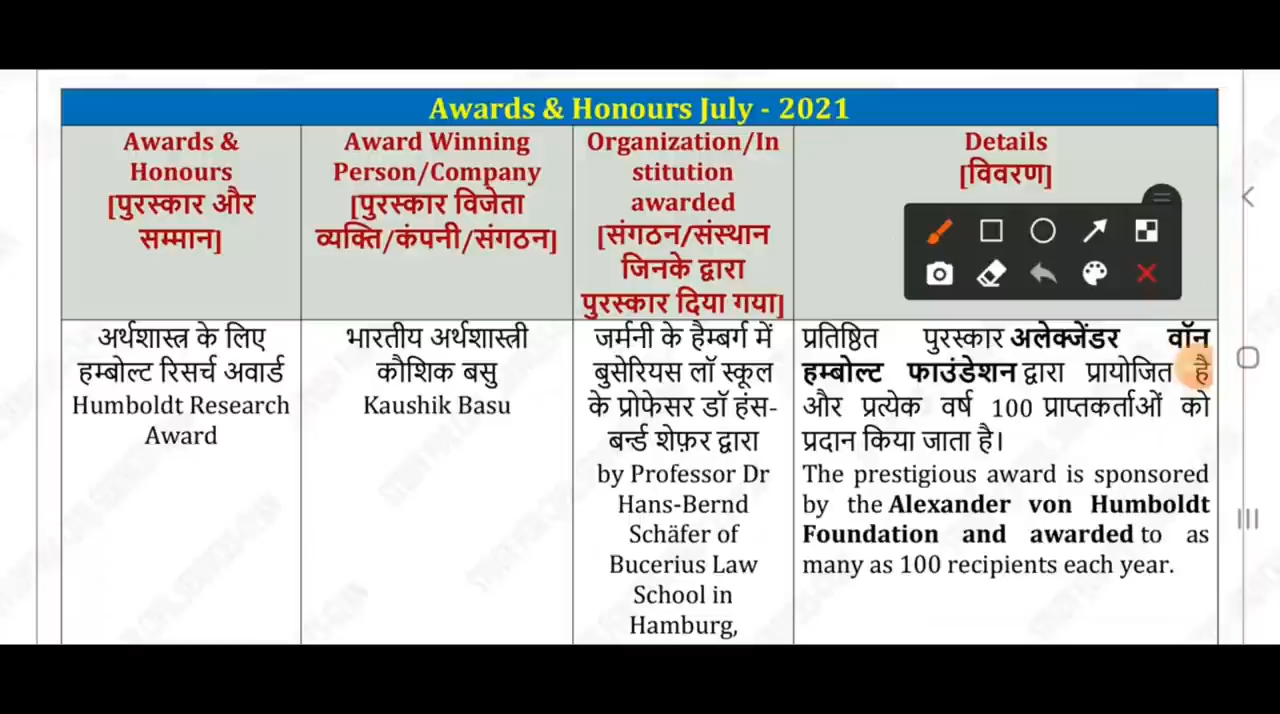 Awards & Honours July - 2021
Awards &
Honours
[पुरस्कार और
सम्मान]
Award Winning
Person/Company
[पुरस्कार विजेता
व्यक्ति/कंपनी/संगठन]
Organization/In
stitution
awarded
[संगठन/संस्थान
जिनके द्वारा
पुरस्कार दिया गया]
Details
[विवरण]
अर्थशास्त्र के लिए
हम्बोल्ट रिसर्च अवार्ड
Humboldt Research
Award
भारतीय अर्थशास्त्री
कौशिक बसु
Kaushik Basu
जर्मनी के हैम्बर्ग में
बुसेरियस लॉ स्कूल
के प्रोफेसर डॉ हंस-
बर्न्ड शेफ़र द्वारा
by Professor Dr
Hans-Bernd
Schäfer of
Bucerius Law
School in
Hamburg,
प्रतिष्ठित पुरस्कार अलेक्जेंडर वॉन
हम्बोल्ट फाउंडेशन द्वारा प्रायोजित है
और प्रत्येक वर्ष 100 प्राप्तकर्ताओं को
प्रदान किया जाता है।
The prestigious award is sponsored
by the Alexander von Humboldt
Foundation and awarded to as
many as 100 recipients each year.